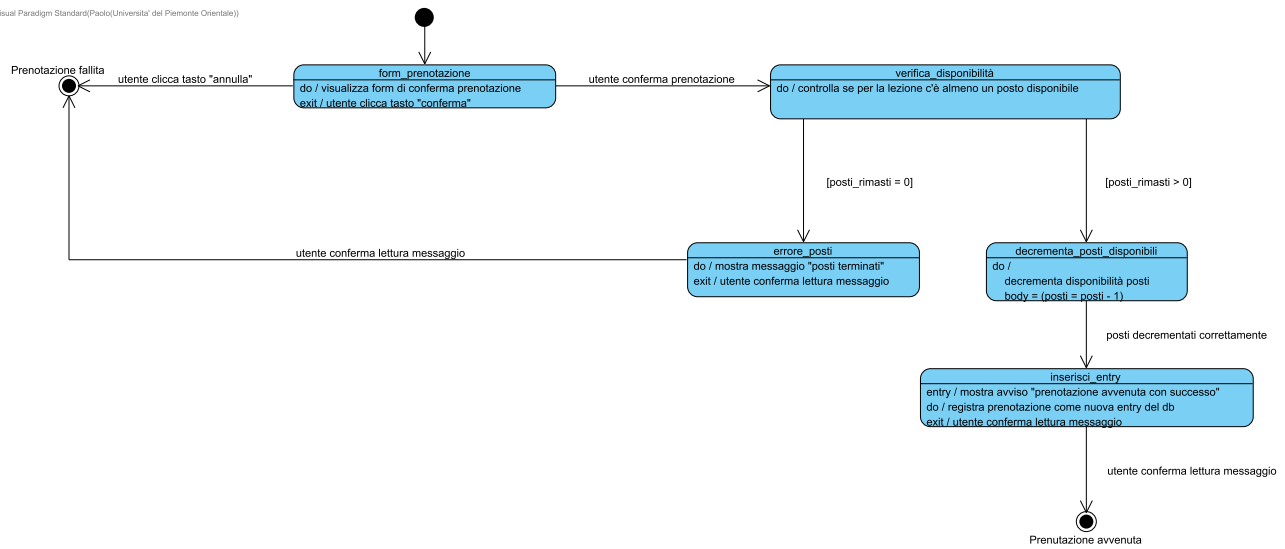 isual Paradigm Standard(Paolo(Universita' del Piemonte Orientale))
Prenotazione fallita
utente clicca tasto "annulla"
form_prenotazione
do / visualizza form di conferma prenotazione
exit / utente clicca tasto "conferma"
utente conferma prenotazione
verifica_disponibilità
do / controlla se per la lezione c'è almeno un posto disponibile
[posti_rimasti = 0]
[posti_rimasti > 0]
utente conferma lettura messaggio
errore_posti
do / mostra messaggio "posti terminati"
exit / utente conferma lettura messaggio
decrementa_posti_disponibili
do /
decrementa disponibilità posti
body = (posti = posti - 1)
posti decrementati correttamente
inserisci_entry
entry / mostra avviso "prenotazione avvenuta con successo"
do / registra prenotazione come nuova entry del db
exit / utente conferma lettura messaggio
utente conferma lettura messaggio
Prenutazione avvenuta